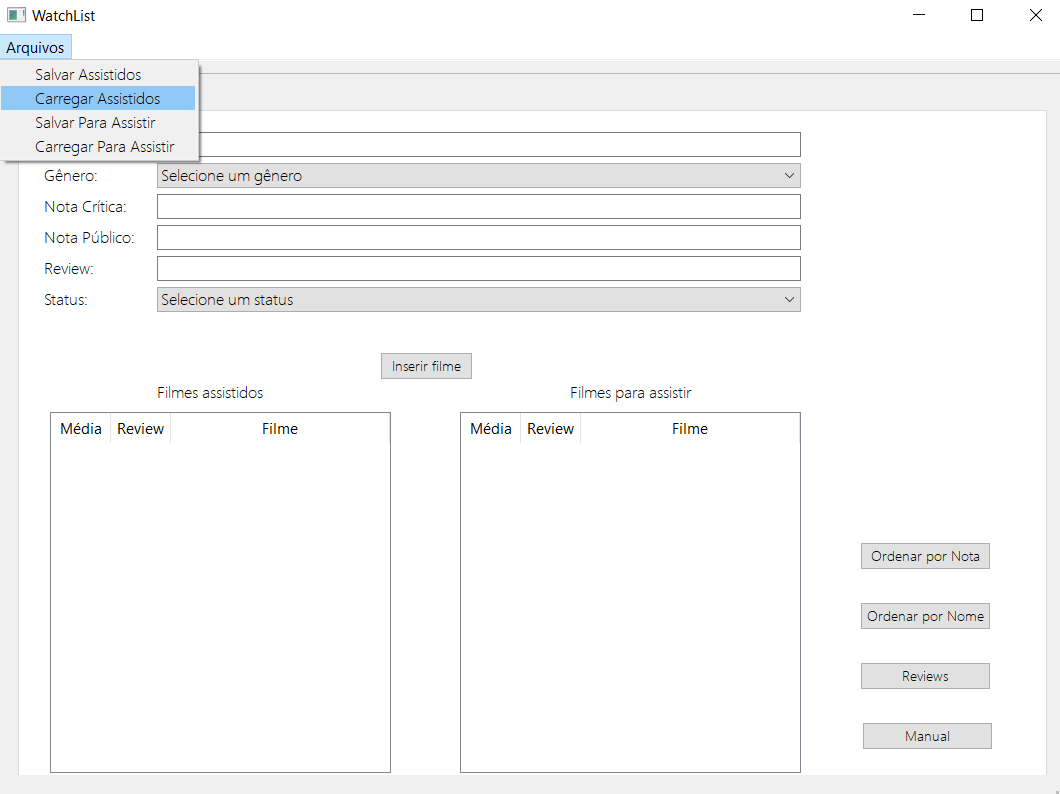 WatchList
Arquivos
Salvar Assistidos
Carregar Assistidos
Salvar Para Assistir
Carregar Para Assistir
Gênero: Selecione um gênero
Nota Crítica:
Nota Público:
Review:
Status: Selecione um status
Inserir filme
Filmes assistidos Filmes para assistir
Média Review Filme Média Review Filme
Ordenar por Nota
Ordenar por Nome
Reviews
Manual